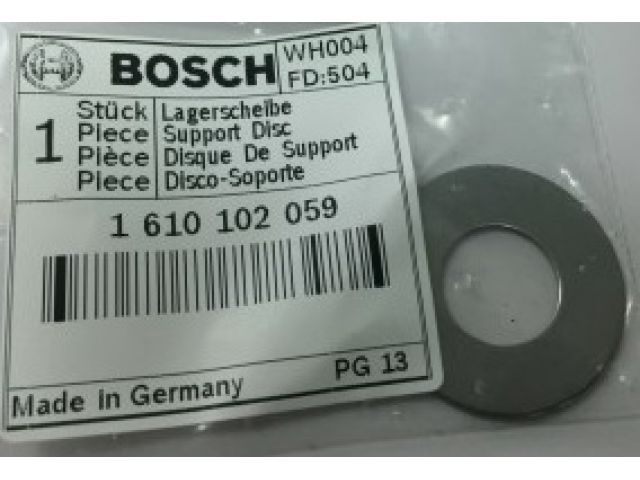 BOSCH
WH004
FD:504
1
Stück Lagerscheibe
Piece Support Disc
Pièce Disque De Support
Piece Disco-Soporte
1 610 102 059
Made in Germany
PG 13